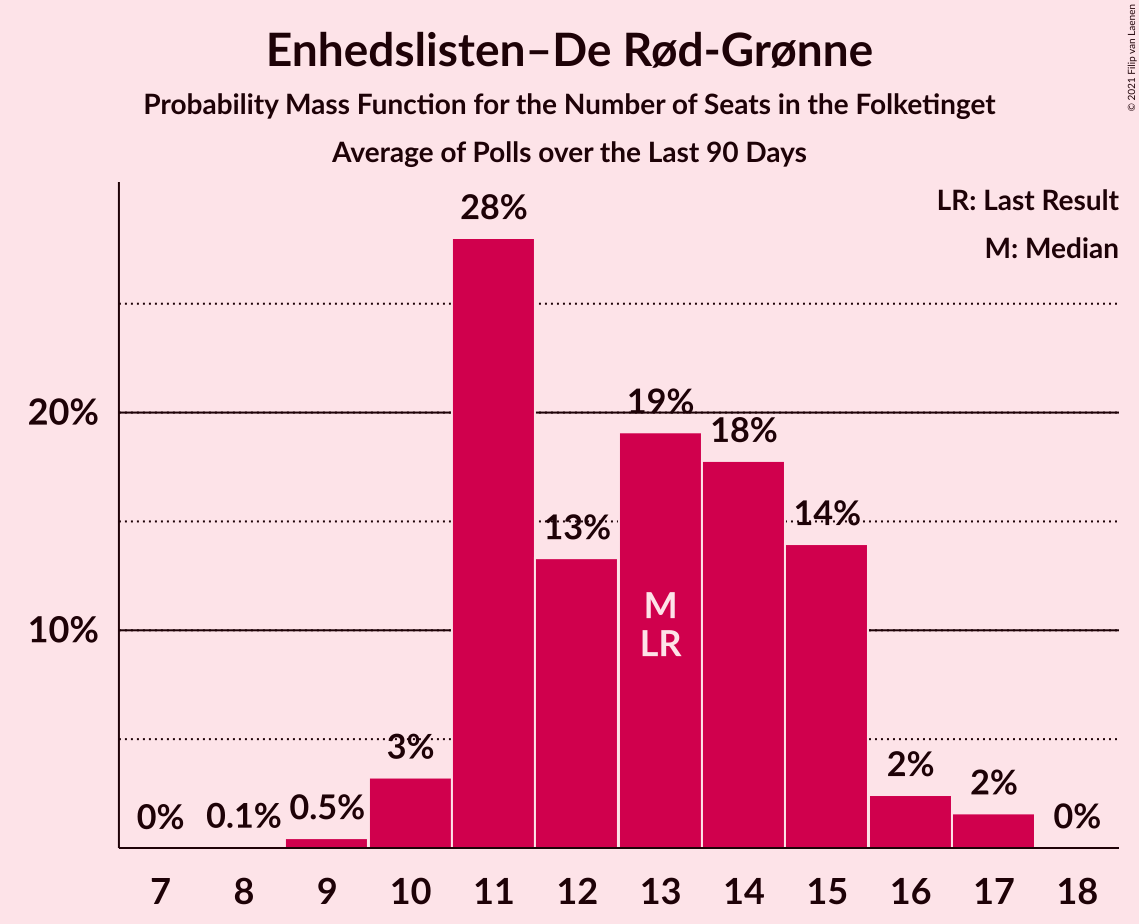 Enhedslisten–De Rød-Grønne
Probability Mass Function for the Number of Seats in the Folketinget
Average of Polls over the Last 90 Days
© 2021 Filip van Laenen
LR: Last Result
M: Median
28%
20%
19%
18%
14%
13%
M
LR
10%
3%
2%
2%
0%
0.1%
0.5%
0%
7 8 9 10 11 12 13 14 15 16 17 18